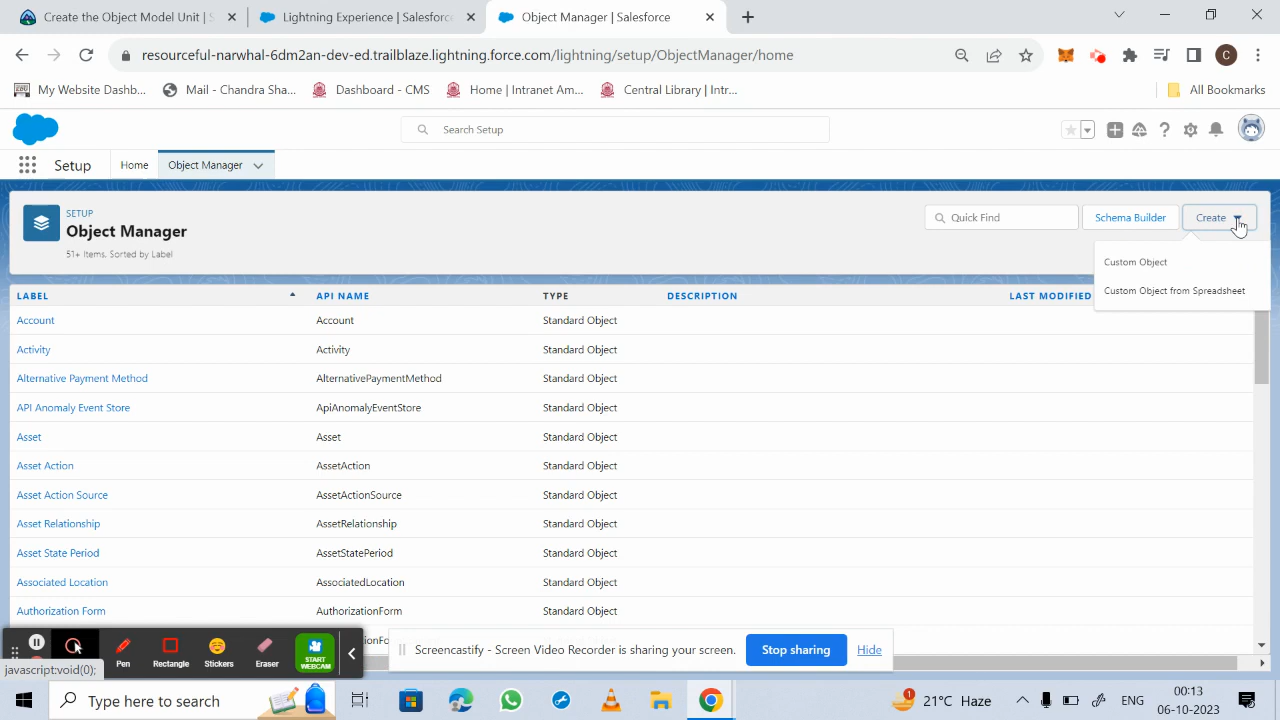 Create the Object Model Unit | S
Lightning Experience | Salesforc
Object Manager | Salesforce
resourceful-narwhal-6dm2an-dev-ed.trailblaze.lightning.force.com/lightning/setup/ObjectManager/home
C
My Website Dashb...
Mail - Chandra Sha...
Dashboard - CMS
Home | Intranet Am...
Central Library | Intr...
All Bookmarks
Search Setup
Setup
Home
Object Manager
SETUP
Object Manager
51+ Items. Sorted by Label
Quick Find
Schema Builder
Create
Custom Object
Custom Object from Spreadsheet
LABEL API NAME TYPE DESCRIPTION LAST MODIFIED
Account Account Standard Object
Activity Activity Standard Object
Alternative Payment Method AlternativePaymentMethod Standard Object
API Anomaly Event Store ApiAnomalyEventStore Standard Object
Asset Asset Standard Object
Asset Action AssetAction Standard Object
Asset Action Source AssetActionSource Standard Object
Asset Relationship AssetRelationship Standard Object
Asset State Period AssetStatePeriod Standard Object
Associated Location AssociatedLocation Standard Object
Authorization Form AuthorizationForm Standard Object
Pen
Rectangle
Stickers
Eraser
START WEBCAM
Screencastify - Screen Video Recorder is sharing your screen.
Stop sharing
Hide
javascript:void(0);
Type here to search
1
21°C Haze
ENG
00:13
06-10-2023